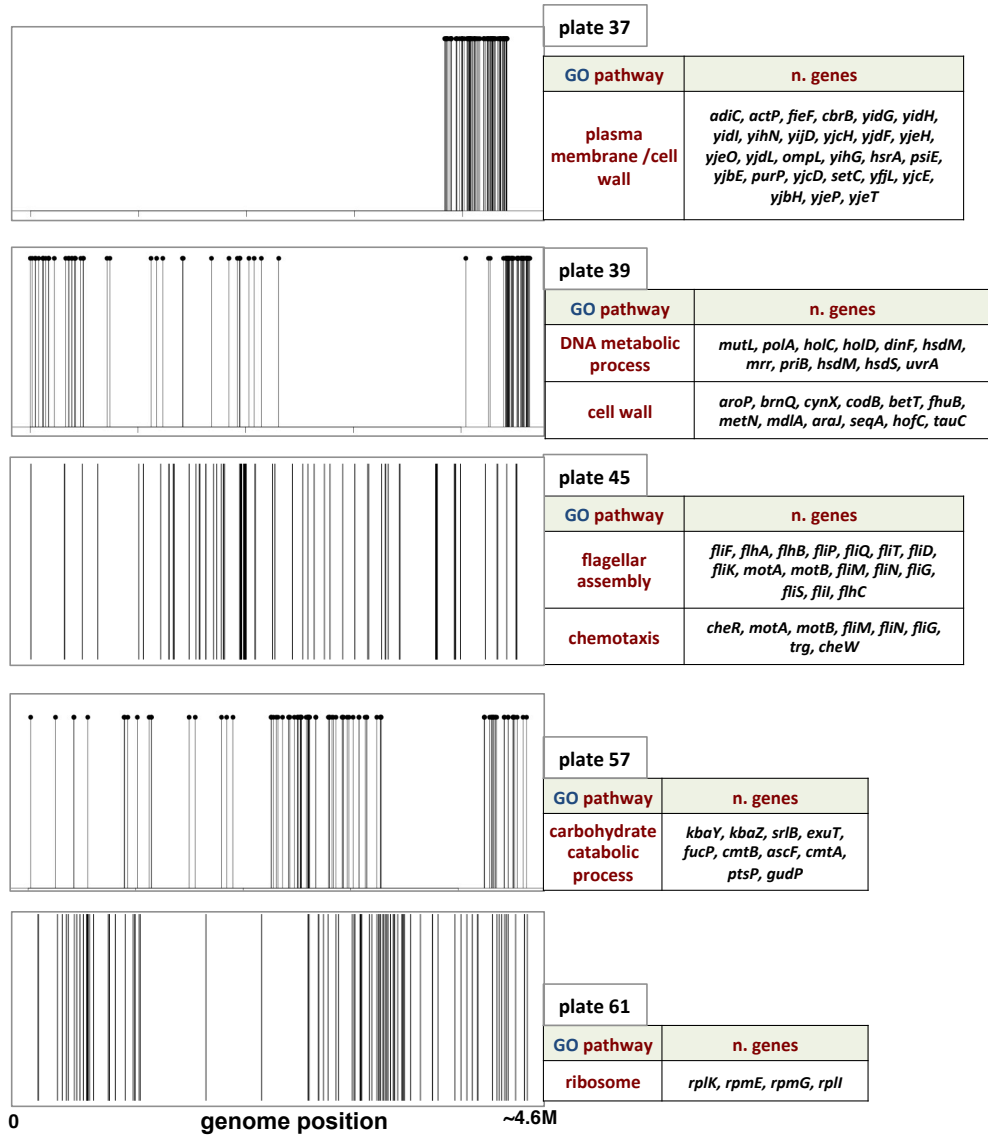 plate 37
GO pathway n. genes
plasma membrane /cell wall
adiC, actP, fieF, cbrB, yidG, yidH,
yidI, yihN, yijD, yjcH, yjdF, yjeH,
yjeO, yjdL, ompL, yihG, hsrA, psiE,
yjbE, purP, yjcD, setC, yfjL, yjcE,
yjbH, yjeP, yjeT
plate 39
GO pathway n. genes
DNA metabolic process
mutL, polA, holC, holD, dinF, hsdM,
mrr, priB, hsdM, hsdS, uvrA
cell wall
aroP, brnQ, cynX, codB, betT, fhuB,
metN, mdlA, araJ, seqA, hofC, tauC
plate 45
GO pathway n. genes
flagellar assembly
fliF, flhA, flhB, fliP, fliQ, fliT, fliD,
fliK, motA, motB, fliM, fliN, fliG,
fliS, fliI, flhC
chemotaxis
cheR, motA, motB, fliM, fliN, fliG,
trg, cheW
plate 57
GO pathway n. genes
carbohydrate catabolic process
kbaY, kbaZ, srlB, exuT,
fucP, cmtB, ascF, cmtA,
ptsP, gudP
plate 61
GO pathway n. genes
ribosome rplK, rpmE, rpmG, rplI
0 genome position ~4.6M